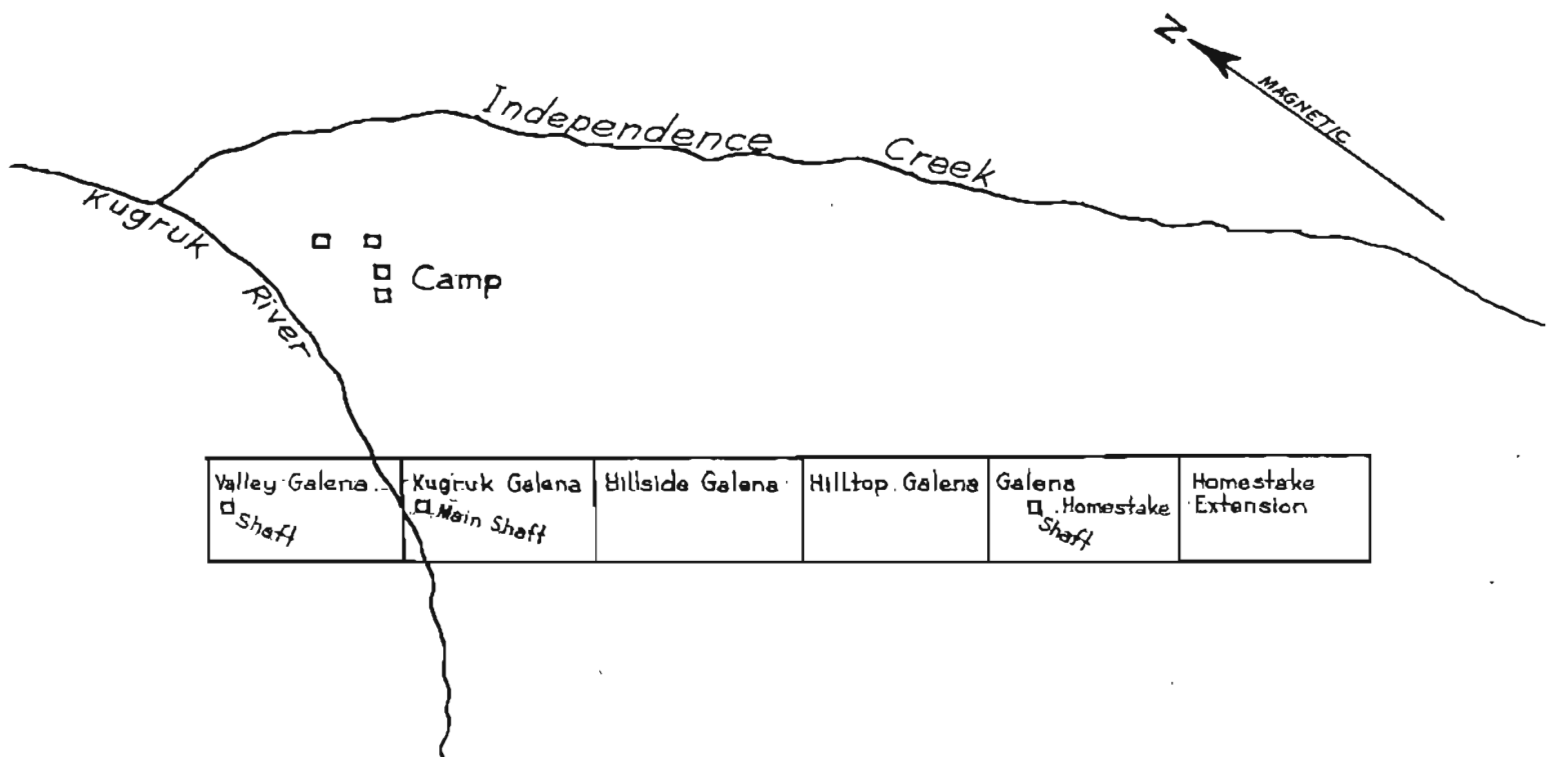 N
MAGNETIC
Independence Creek
Kugruk River
Camp
Valley Galena
Shaft
Kugruk Galena
Main Shaft
Hillside Galena
Hilltop Galena
Galena
Homestake
Shaft
Homestake
Extension